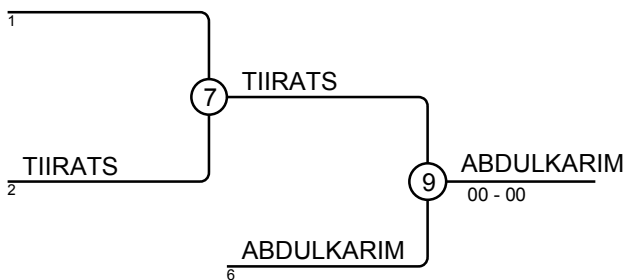 1
7
TIIRATS
TIIRATS
2
9
ABDULKARIM
00 - 00
ABDULKARIM
6